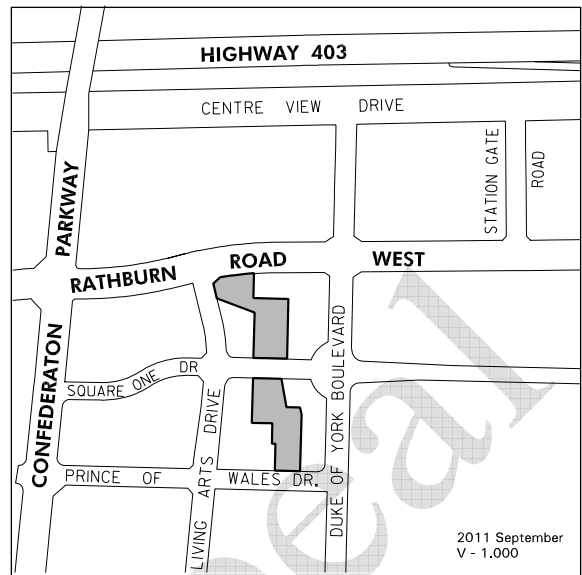 HIGHWAY 403
CENTRE VIEW DRIVE
STATION GATE ROAD
CONFEDERATON PARKWAY
RATHBURN ROAD WEST
SQUARE ONE DR
LIVING ARTS DRIVE
DUKE OF YORK BOULEVARD
PRINCE OF WALES DR.
2011 September
V - 1.000